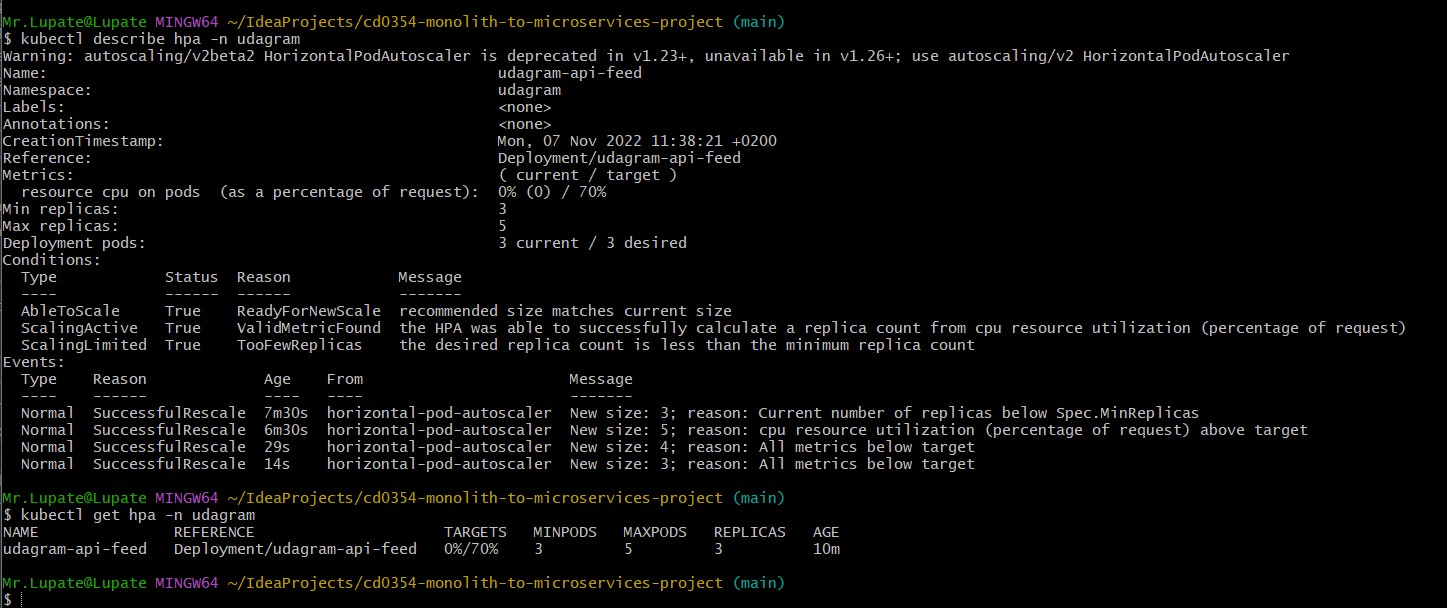 Mr.Lupate@Lupate MINGW64 ~/IdeaProjects/cd0354-monolith-to-microservices-project (main)
$ kubectl describe hpa -n udagram
Warning: autoscaling/v2beta2 HorizontalPodAutoscaler is deprecated in v1.23+, unavailable in v1.26+; use autoscaling/v2 HorizontalPodAutoscaler
Name: udagram-api-feed
Namespace: udagram
Labels: <none>
Annotations: <none>
CreationTimestamp: Mon, 07 Nov 2022 11:38:21 +0200
Reference: Deployment/udagram-api-feed
Metrics: ( current / target )
resource cpu on pods (as a percentage of request): 0% (0) / 70%
Min replicas: 3
Max replicas: 5
Deployment pods: 3 current / 3 desired
Conditions:
Type Status Reason Message
---- ------ ------ -------
AbleToScale True ReadyForNewScale recommended size matches current size
ScalingActive True ValidMetricFound the HPA was able to successfully calculate a replica count from cpu resource utilization (percentage of request)
ScalingLimited True TooFewReplicas the desired replica count is less than the minimum replica count
Events:
Type Reason Age From Message
---- ------ ---- ---- -------
Normal SuccessfulRescale 7m30s horizontal-pod-autoscaler New size: 3; reason: Current number of replicas below Spec.MinReplicas
Normal SuccessfulRescale 6m30s horizontal-pod-autoscaler New size: 5; reason: cpu resource utilization (percentage of request) above target
Normal SuccessfulRescale 29s horizontal-pod-autoscaler New size: 4; reason: All metrics below target
Normal SuccessfulRescale 14s horizontal-pod-autoscaler New size: 3; reason: All metrics below target
Mr.Lupate@Lupate MINGW64 ~/IdeaProjects/cd0354-monolith-to-microservices-project (main)
$ kubectl get hpa -n udagram
NAME REFERENCE TARGETS MINPODS MAXPODS REPLICAS AGE
udagram-api-feed Deployment/udagram-api-feed 0%/70% 3 5 3 10m
Mr.Lupate@Lupate MINGW64 ~/IdeaProjects/cd0354-monolith-to-microservices-project (main)
$